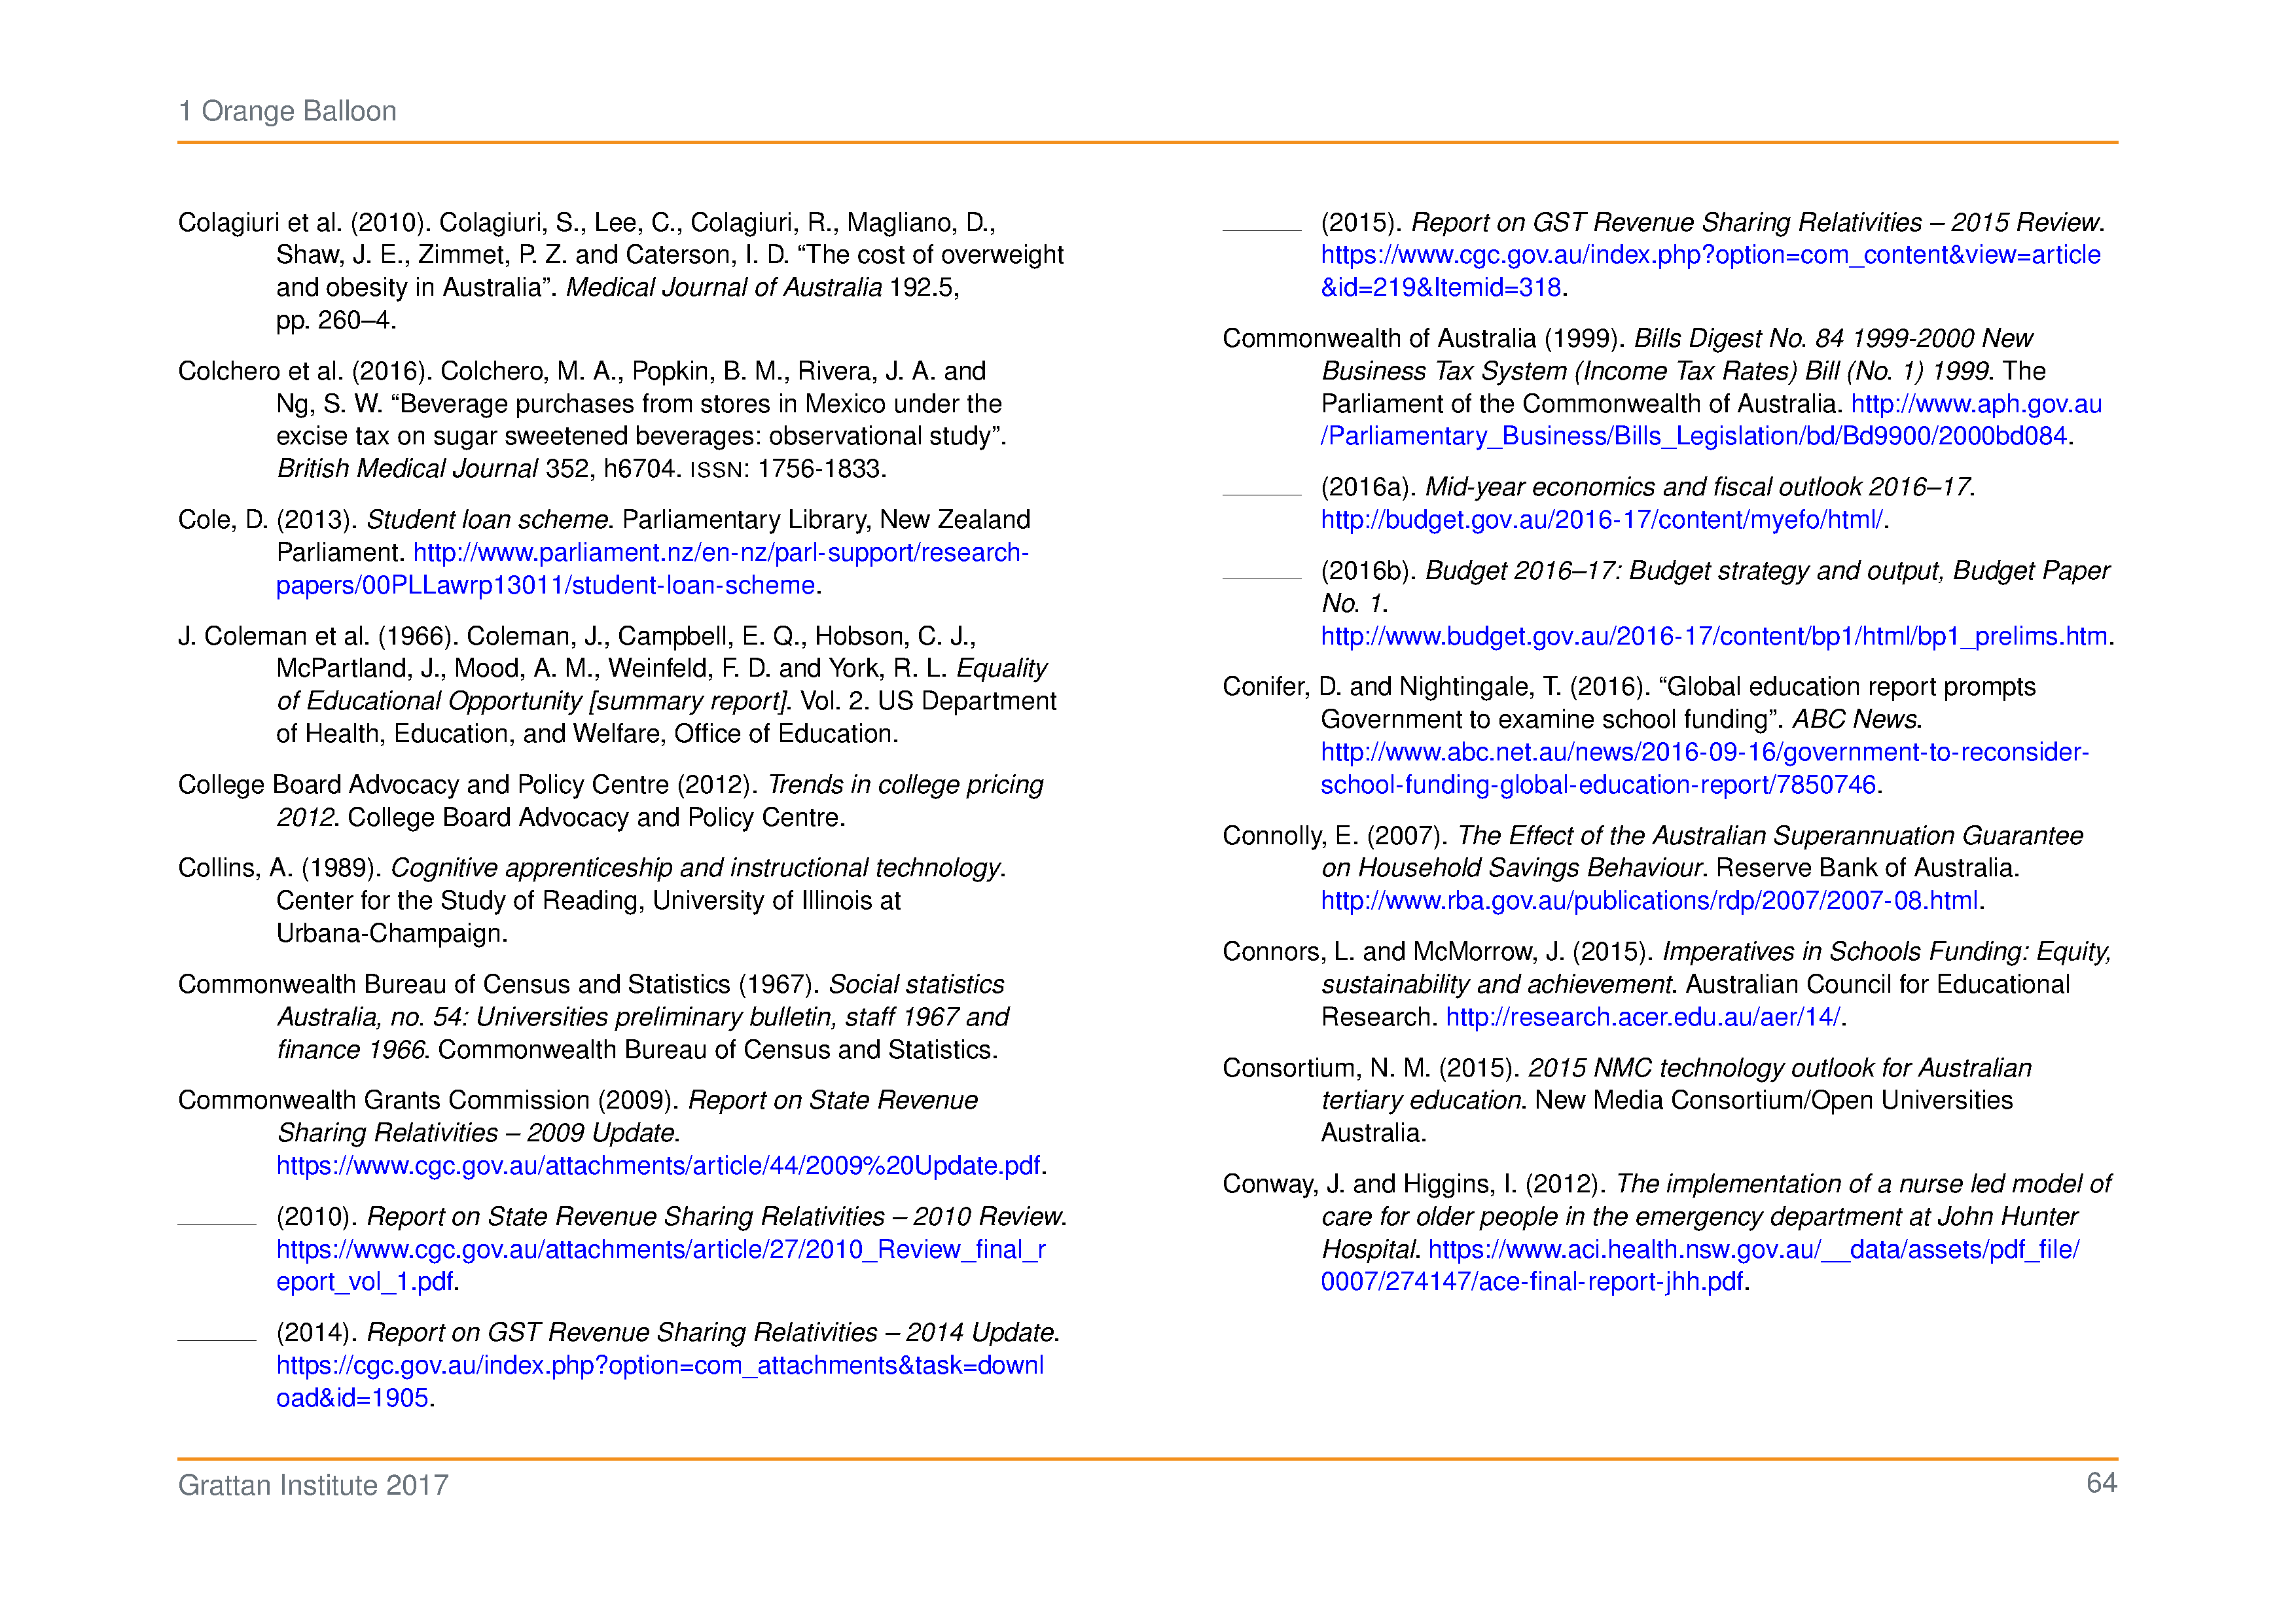 1 Orange Balloon
Colagiuri et al. (2010). Colagiuri, S., Lee, C., Colagiuri, R., Magliano, D.,
Shaw, J. E., Zimmet, P. Z. and Caterson, I. D. “The cost of overweight
and obesity in Australia”. Medical Journal of Australia 192.5,
pp. 260–4.
Colchero et al. (2016). Colchero, M. A., Popkin, B. M., Rivera, J. A. and
Ng, S. W. “Beverage purchases from stores in Mexico under the
excise tax on sugar sweetened beverages: observational study”.
British Medical Journal 352, h6704. ISSN: 1756-1833.
Cole, D. (2013). Student loan scheme. Parliamentary Library, New Zealand
Parliament. http://www.parliament.nz/en-nz/parl-support/research-
papers/00PLLawrp13011/student-loan-scheme.
J. Coleman et al. (1966). Coleman, J., Campbell, E. Q., Hobson, C. J.,
McPartland, J., Mood, A. M., Weinfeld, F. D. and York, R. L. Equality
of Educational Opportunity [summary report]. Vol. 2. US Department
of Health, Education, and Welfare, Office of Education.
College Board Advocacy and Policy Centre (2012). Trends in college pricing
2012. College Board Advocacy and Policy Centre.
Collins, A. (1989). Cognitive apprenticeship and instructional technology.
Center for the Study of Reading, University of Illinois at
Urbana-Champaign.
Commonwealth Bureau of Census and Statistics (1967). Social statistics
Australia, no. 54: Universities preliminary bulletin, staff 1967 and
finance 1966. Commonwealth Bureau of Census and Statistics.
Commonwealth Grants Commission (2009). Report on State Revenue
Sharing Relativities – 2009 Update.
https://www.cgc.gov.au/attachments/article/44/2009%20Update.pdf.
(2010). Report on State Revenue Sharing Relativities – 2010 Review.
https://www.cgc.gov.au/attachments/article/27/2010_Review_final_r
eport_vol_1.pdf.
(2014). Report on GST Revenue Sharing Relativities – 2014 Update.
https://cgc.gov.au/index.php?option=com_attachments&task=downl
oad&id=1905.
(2015). Report on GST Revenue Sharing Relativities – 2015 Review.
https://www.cgc.gov.au/index.php?option=com_content&view=article
&id=219&Itemid=318.
Commonwealth of Australia (1999). Bills Digest No. 84 1999-2000 New
Business Tax System (Income Tax Rates) Bill (No. 1) 1999. The
Parliament of the Commonwealth of Australia. http://www.aph.gov.au
/Parliamentary_Business/Bills_Legislation/bd/Bd9900/2000bd084.
(2016a). Mid-year economics and fiscal outlook 2016–17.
http://budget.gov.au/2016-17/content/myefo/html/.
(2016b). Budget 2016–17: Budget strategy and output, Budget Paper
No. 1.
http://www.budget.gov.au/2016-17/content/bp1/html/bp1_prelims.htm.
Conifer, D. and Nightingale, T. (2016). “Global education report prompts
Government to examine school funding”. ABC News.
http://www.abc.net.au/news/2016-09-16/government-to-reconsider-
school-funding-global-education-report/7850746.
Connolly, E. (2007). The Effect of the Australian Superannuation Guarantee
on Household Savings Behaviour. Reserve Bank of Australia.
http://www.rba.gov.au/publications/rdp/2007/2007-08.html.
Connors, L. and McMorrow, J. (2015). Imperatives in Schools Funding: Equity,
sustainability and achievement. Australian Council for Educational
Research. http://research.acer.edu.au/aer/14/.
Consortium, N. M. (2015). 2015 NMC technology outlook for Australian
tertiary education. New Media Consortium/Open Universities
Australia.
Conway, J. and Higgins, I. (2012). The implementation of a nurse led model of
care for older people in the emergency department at John Hunter
Hospital. https://www.aci.health.nsw.gov.au/__data/assets/pdf_file/
0007/274147/ace-final-report-jhh.pdf.
Grattan Institute 2017
64